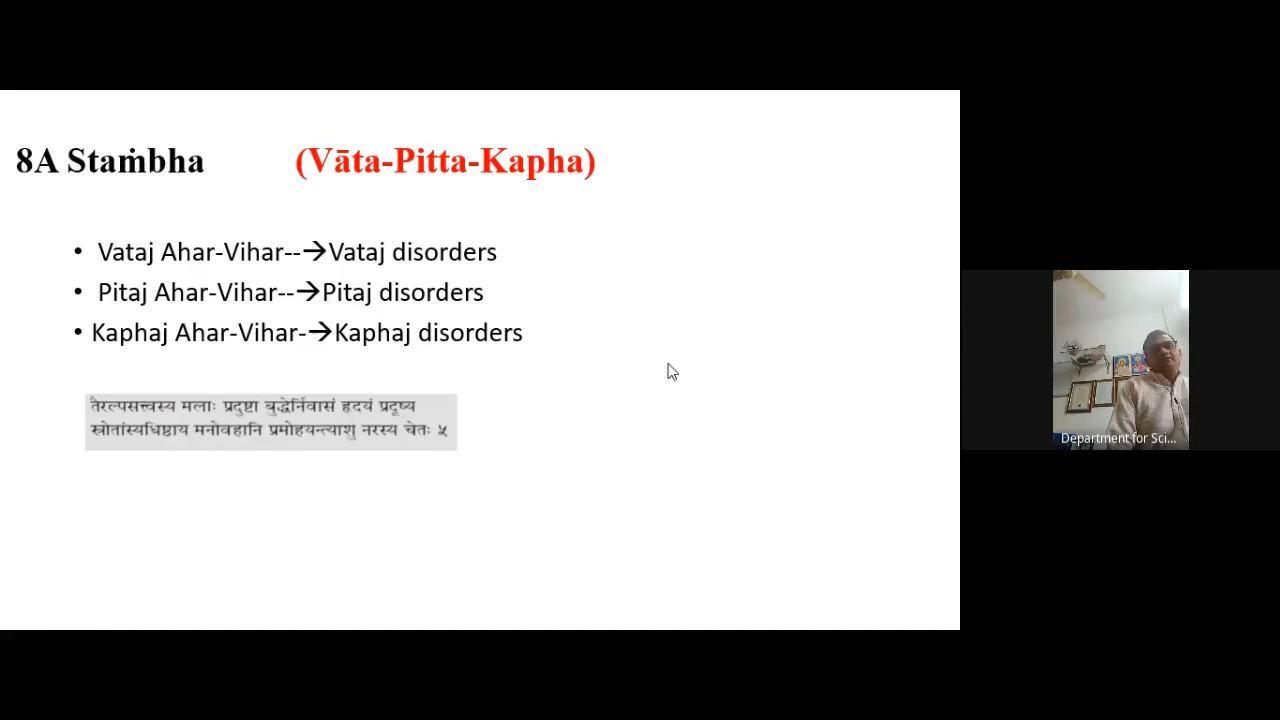 8A Staṁbha (Vāta-Pitta-Kapha)
• Vataj Ahar-Vihar--→Vataj disorders
• Pitaj Ahar-Vihar--→Pitaj disorders
• Kaphaj Ahar-Vihar-→Kaphaj disorders
तैरल्पसत्त्वस्य मलाः प्रदुष्टा बुद्धेर्निवासं हृदयं प्रदूष्य
स्त्रोतांस्यधिष्ठाय मनोवहानि प्रमोहयन्त्याशु नरस्य चेतः ५
Department for Sci...